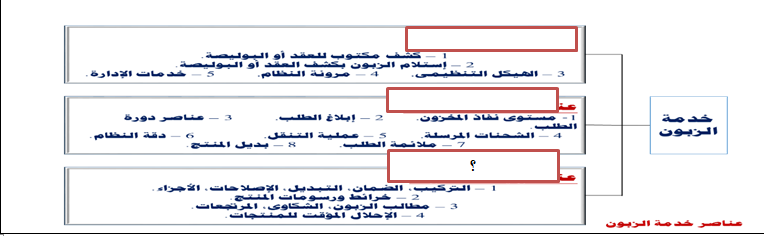 خدمة
الزبون
1 – كشف مكتوب للعقد أو البوليصة.
2 – إستلام الزبون بكشف العقد أو البوليصة.
3 – الهيكل التنظيمي. 4 – مرونة النظام. 5 – خدمات الإدارة.
1- مستوى نفاذ المخزون. 2 – إبلاغ الطلب. 3 – عناصر دورة
الطلب.
4 – الشحنات المرسلة. 5 – عملية التنقل. 6 – دقة النظام.
7 – ملائمة الطلب. 8 – بديل المنتج.
؟
1 – التركيب، الضمان، التبديل، الإصلاحات، الأجزاء.
2 – خرائط ورسومات المنتج.
3 – مطالب الزبون، الشكاوى، المرتجعات.
4 – الإحلال المؤقت للمنتجات.
عناصر خدمة الزبون